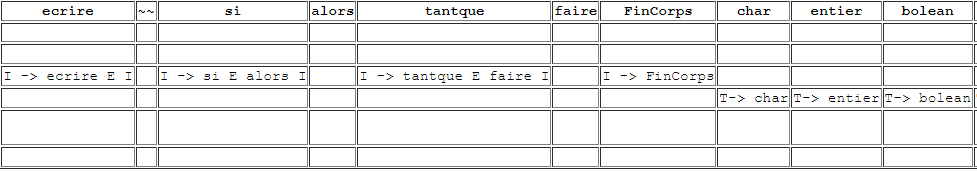 ecrire ~~ si alors tantque faire FinCorps char entier bolean
I -> ecrire E I I -> si E alors I I -> tantque E faire I I -> FinCorps
T-> char T-> entier T-> bolean